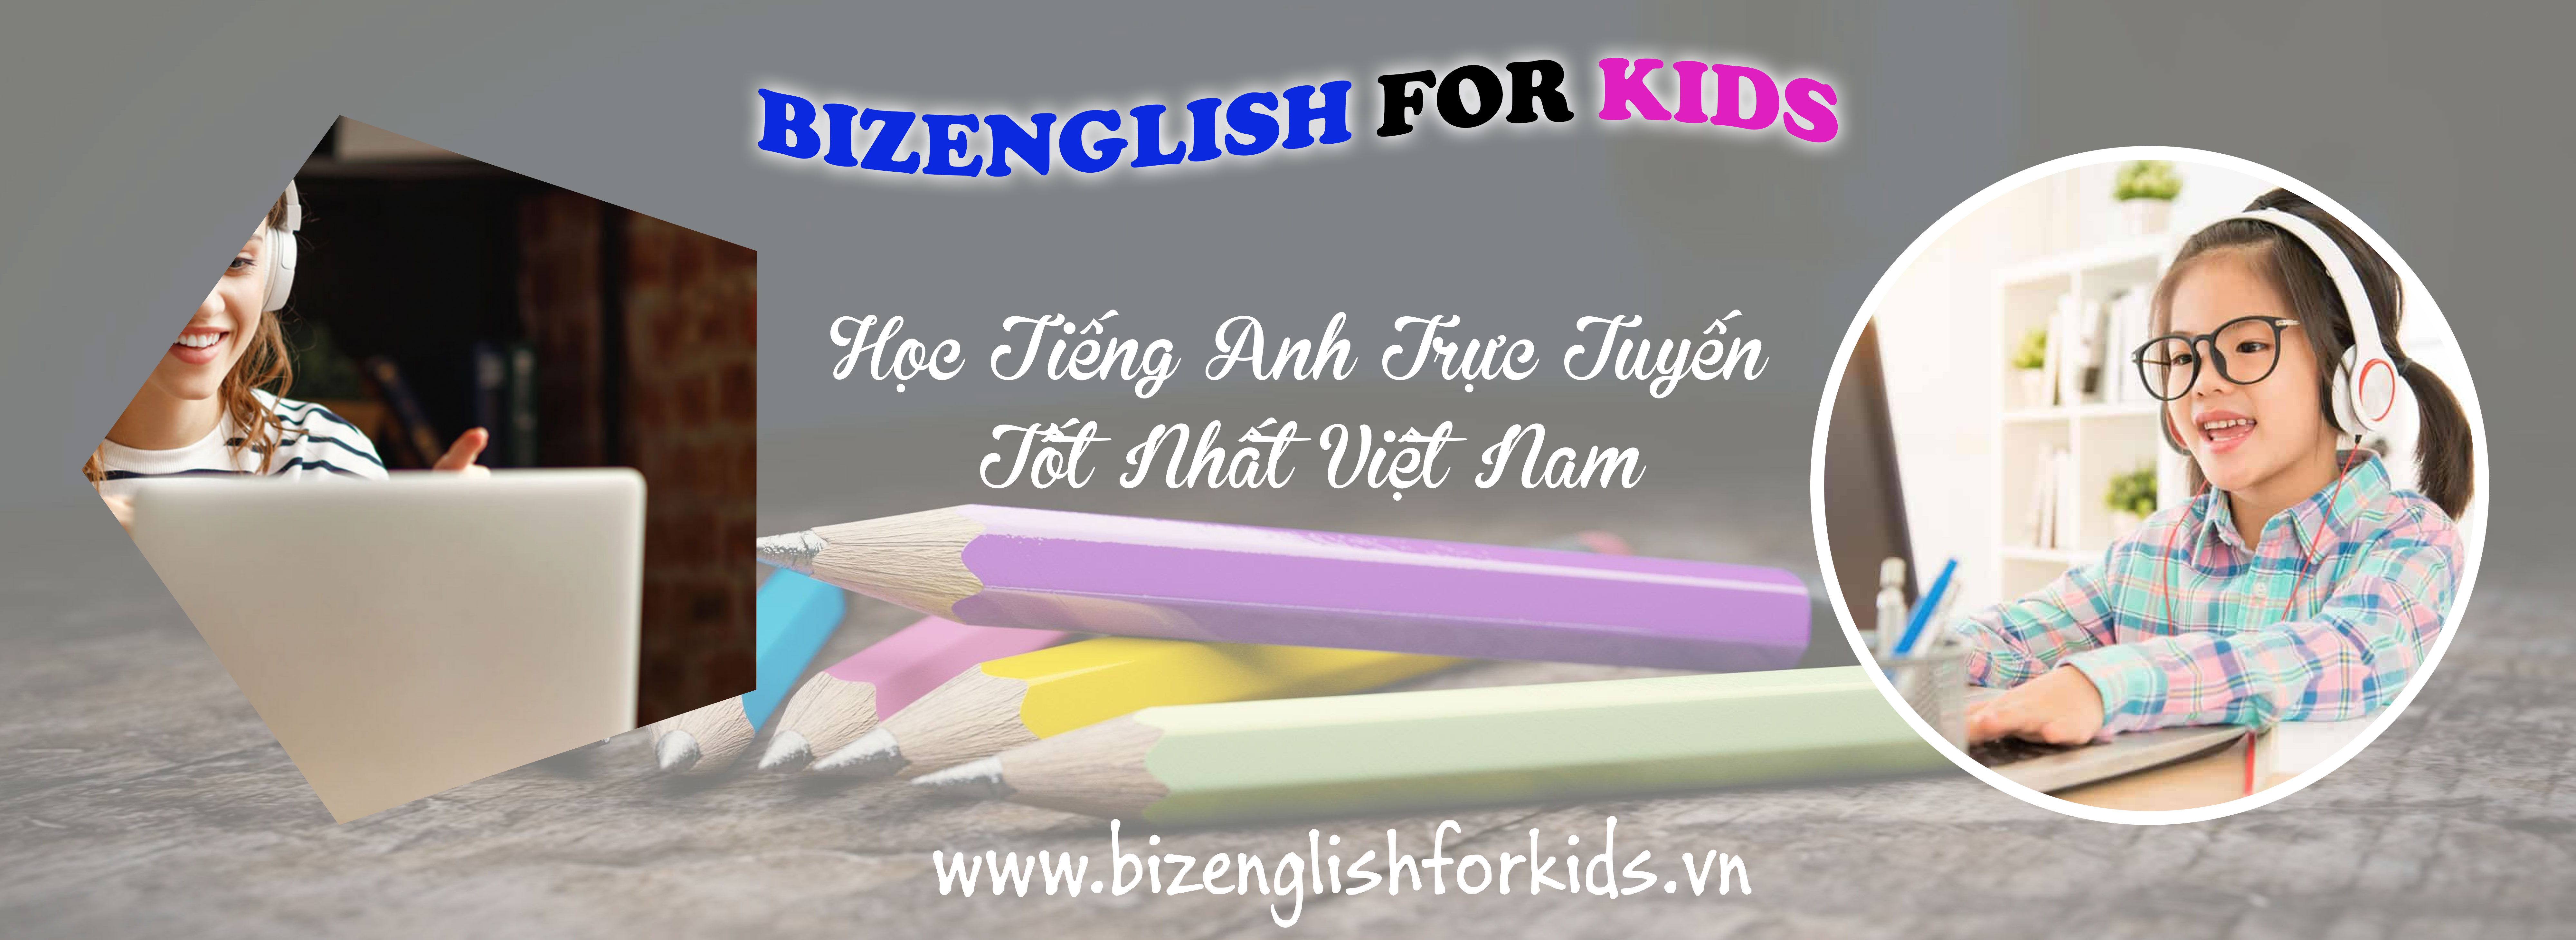 BIZENGLISH FOR KIDS
Học Tiếng Anh Trực Tuyến
Tốt Nhất Việt Nam
www.bizenglishforkids.vn